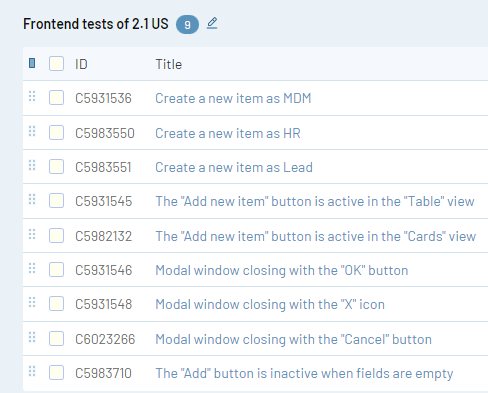 Frontend tests of 2.1 US 9
ID Title
C5931536 Create a new item as MDM
C5983550 Create a new item as HR
C5983551 Create a new item as Lead
C5931545 The "Add new item" button is active in the "Table" view
C5982132 The "Add new item" button is active in the "Cards" view
C5931546 Modal window closing with the "OK" button
C5931548 Modal window closing with the "X" icon
C6023266 Modal window closing with the "Cancel" button
C5983710 The "Add" button is inactive when fields are empty